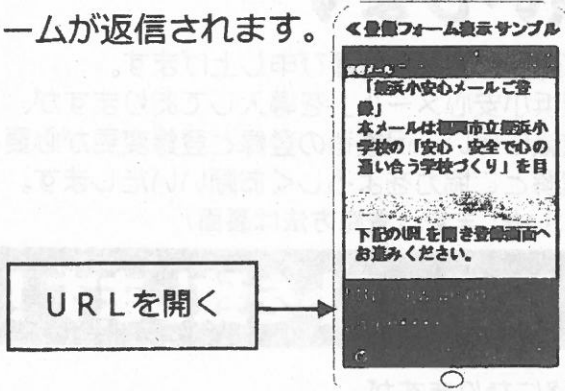 ームが返信されます。
≪登録フォーム表示サンプル
受信メール
「姪浜小安心メールご登
録」
本メールは福岡市立姪浜小
学校の「安心・安全で心の
通い合う学校づくり」を目
下記のURLを開き登録画面へ
お進みください。
URLを開く